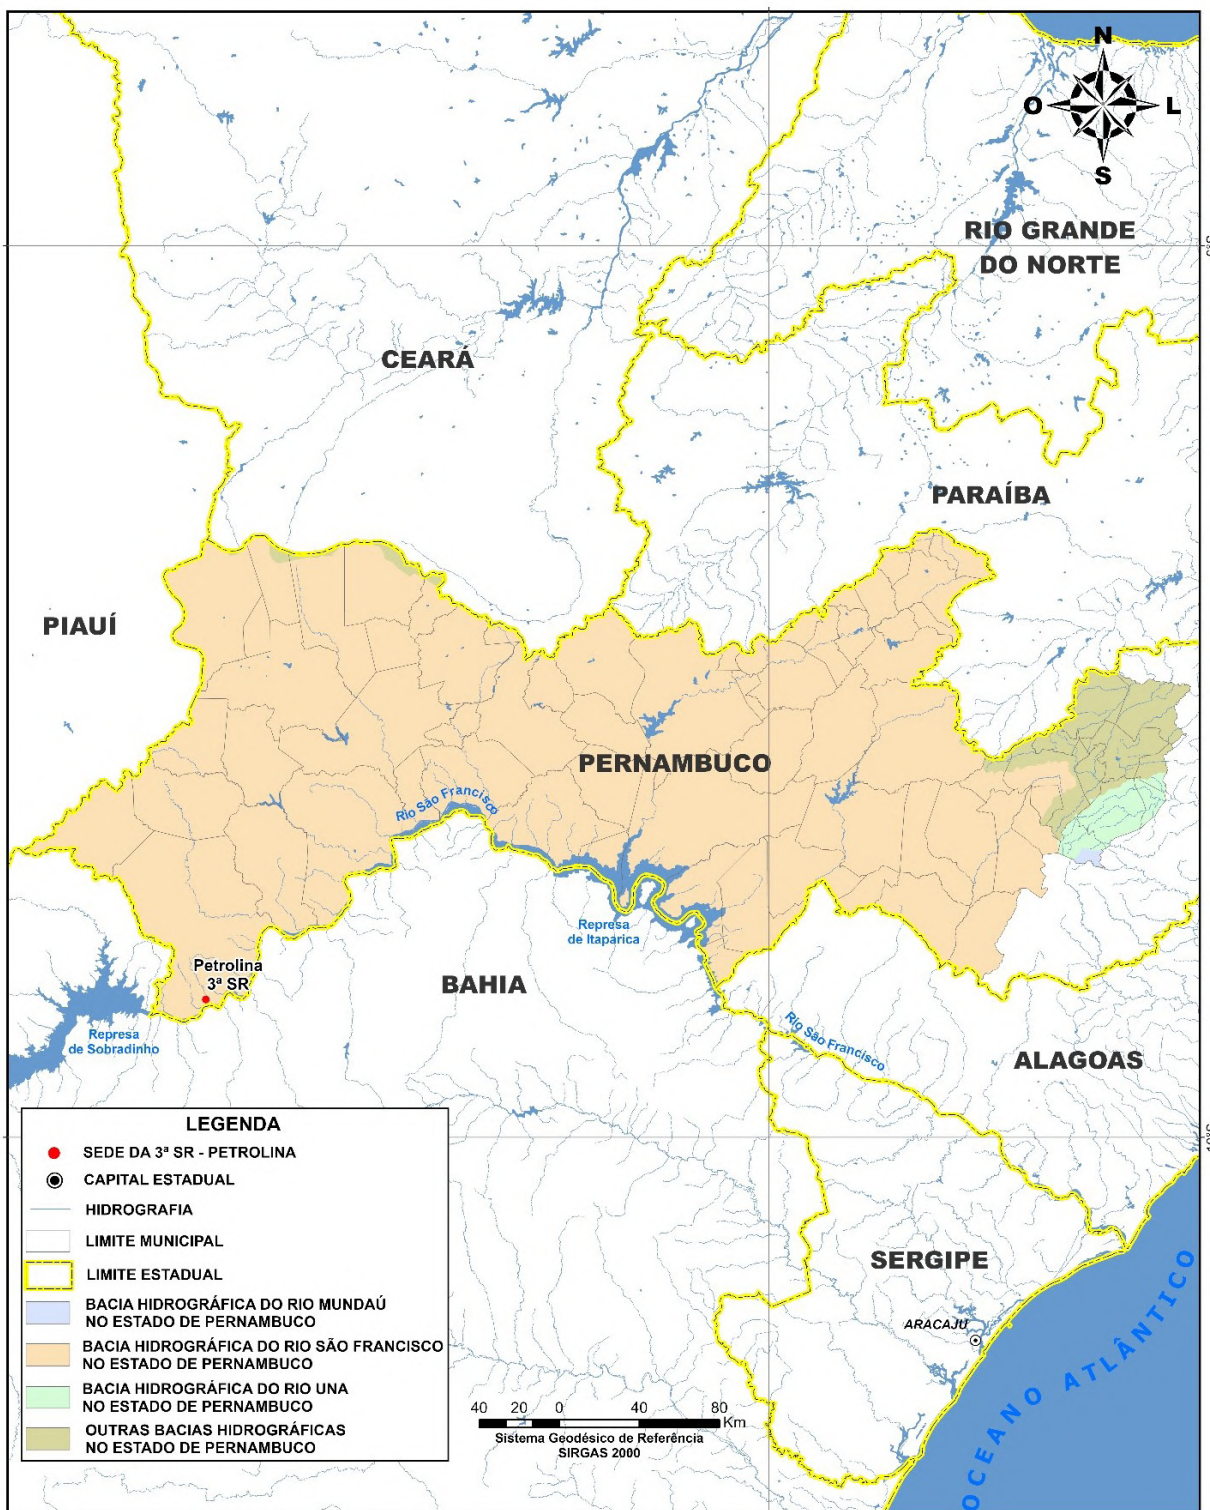 N
O
L
S
RIO GRANDE
DO NORTE
CEARÁ
PARAÍBA
PIAUÍ
PERNAMBUCO
Rio São Francisco
Represa
de Itaparica
Petrolina
3ª SR
BAHIA
Represa
de Sobradinho
Rio São Francisco
ALAGOAS
10°S
LEGENDA
SEDE DA 3ª SR - PETROLINA
CAPITAL ESTADUAL
HIDROGRAFIA
LIMITE MUNICIPAL
LIMITE ESTADUAL
BACIA HIDROGRÁFICA DO RIO MUNDAÚ
NO ESTADO DE PERNAMBUCO
BACIA HIDROGRÁFICA DO RIO SÃO FRANCISCO
NO ESTADO DE PERNAMBUCO
BACIA HIDROGRÁFICA DO RIO UNA
NO ESTADO DE PERNAMBUCO
OUTRAS BACIAS HIDROGRÁFICAS
NO ESTADO DE PERNAMBUCO
SERGIPE
ARACAJU
OCEANO ATLÂNTICO
40 20 0 40 80
Km
Sistema Geodésico de Referência
SIRGAS 2000